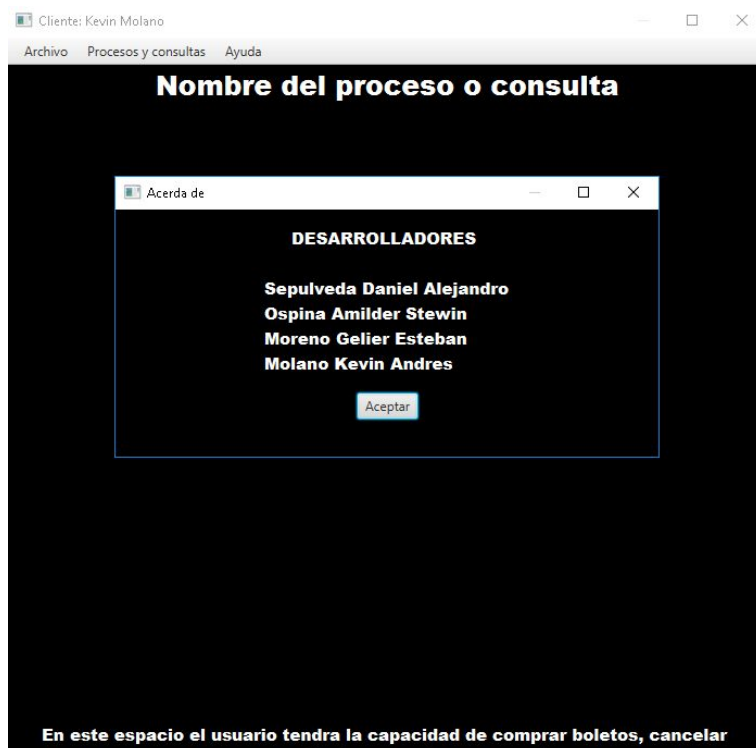 Cliente: Kevin Molano
Archivo Procesos y consultas Ayuda
Nombre del proceso o consulta
Acerda de
DESARROLLADORES
Sepulveda Daniel Alejandro
Ospina Amilder Stewin
Moreno Gelier Esteban
Molano Kevin Andres
Aceptar
En este espacio el usuario tendra la capacidad de comprar boletos, cancelar